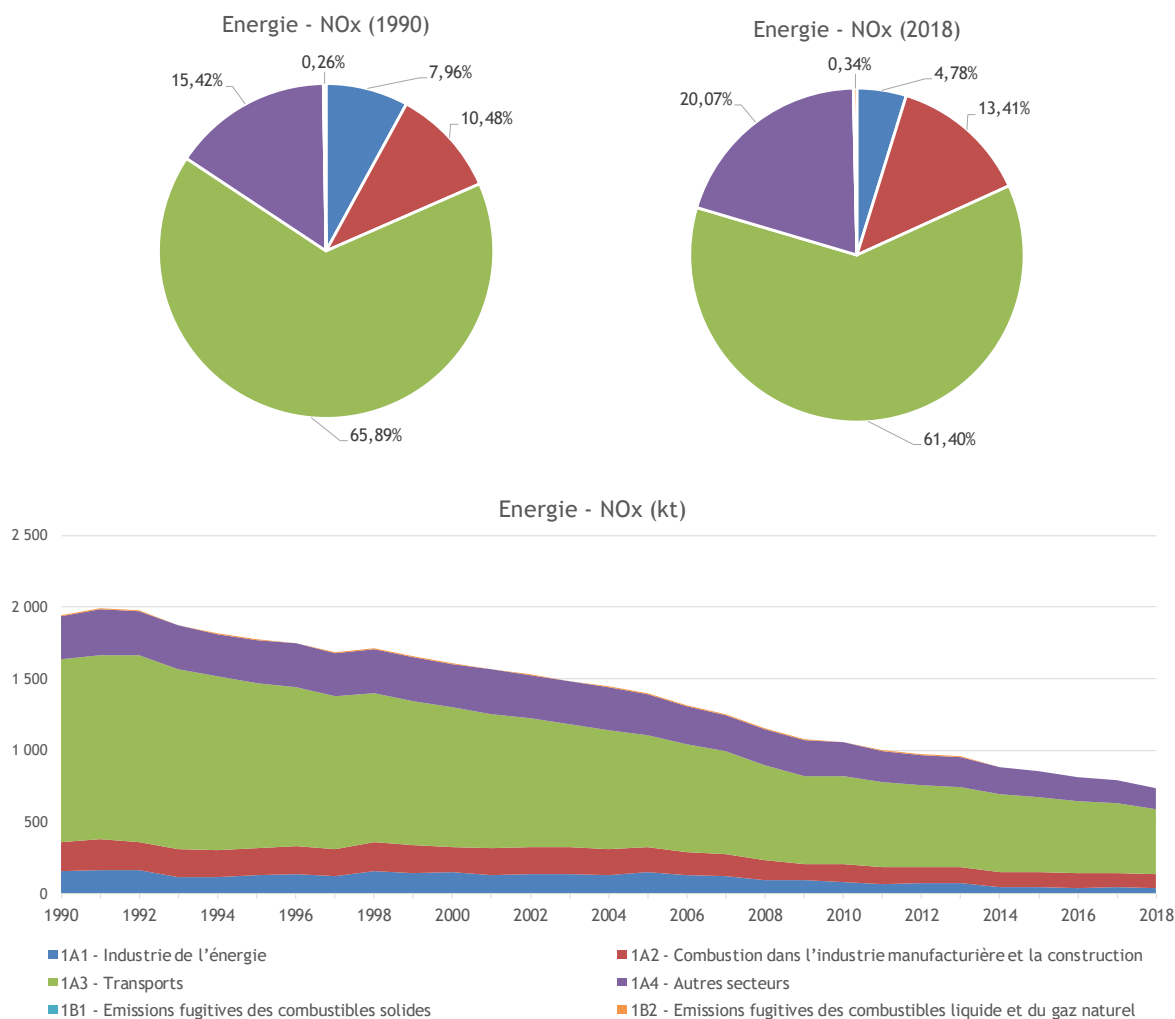 Energie - NOx (1990)
0,26%
7,96%
15,42%
10,48%
65,89%
Energie - NOx (2018)
0,34%
4,78%
20,07%
13,41%
61,40%
Energie - NOx (kt)
2 500
2 000
1 500
1 000
500
0
1990 1992 1994 1996 1998 2000 2002 2004 2006 2008 2010 2012 2014 2016 2018
1A1 - Industrie de l’énergie
1A2 - Combustion dans l’industrie manufacturière et la construction
1A3 - Transports
1A4 - Autres secteurs
1B1 - Emissions fugitives des combustibles solides
1B2 - Emissions fugitives des combustibles liquide et du gaz naturel